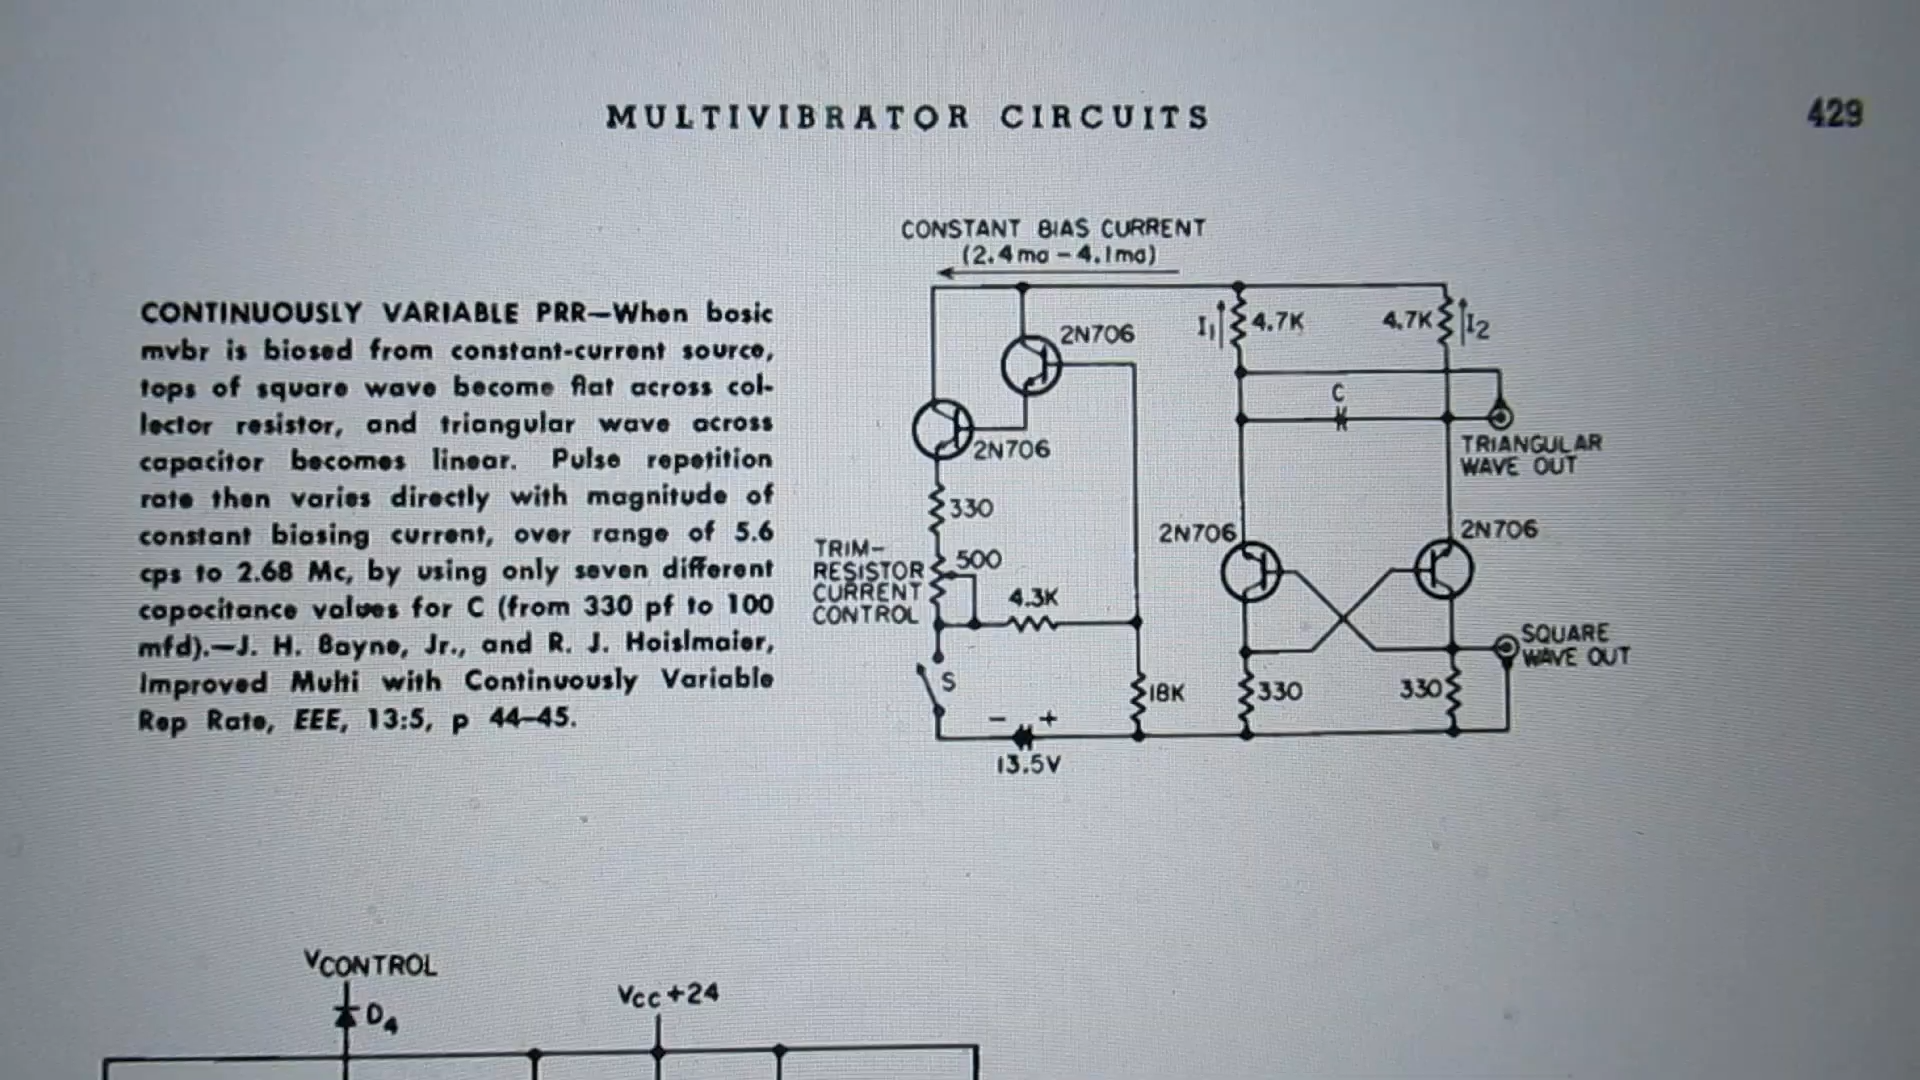 MULTIVIBRATOR CIRCUITS
429
CONTINUOUSLY VARIABLE PRR—When basic
mvbr is biased from constant-current source,
tops of square wave become flat across col-
lector resistor, and triangular wave across
capacitor becomes linear. Pulse repetition
rate then varies directly with magnitude of
constant biasing current, over range of 5.6
cps to 2.68 Mc, by using only seven different
capacitance values for C (from 330 pf to 100
mfd).—J. H. Bayne, Jr., and R. J. Hoislmaier,
Improved Multi with Continuously Variable
Rep Rate, EEE, 13:5, p 44–45.
CONSTANT BIAS CURRENT
(2.4ma – 4.1ma)
2N706
I1
4.7K
4.7K
I2
C
2N706
TRIANGULAR
WAVE OUT
330
2N706
2N706
TRIM-
RESISTOR
CURRENT
CONTROL
500
4.3K
SQUARE
WAVE OUT
S
18K
330
330
– +
13.5V
VCONTROL
D4
VCC +24